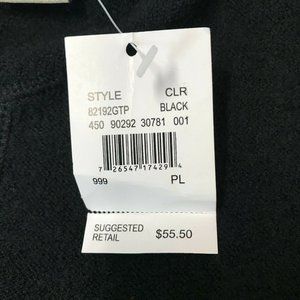 STYLE CLR
82192GTP BLACK
450 90292 30781 001
7 26547 17429 4
999 PL
SUGGESTED
RETAIL $55.50